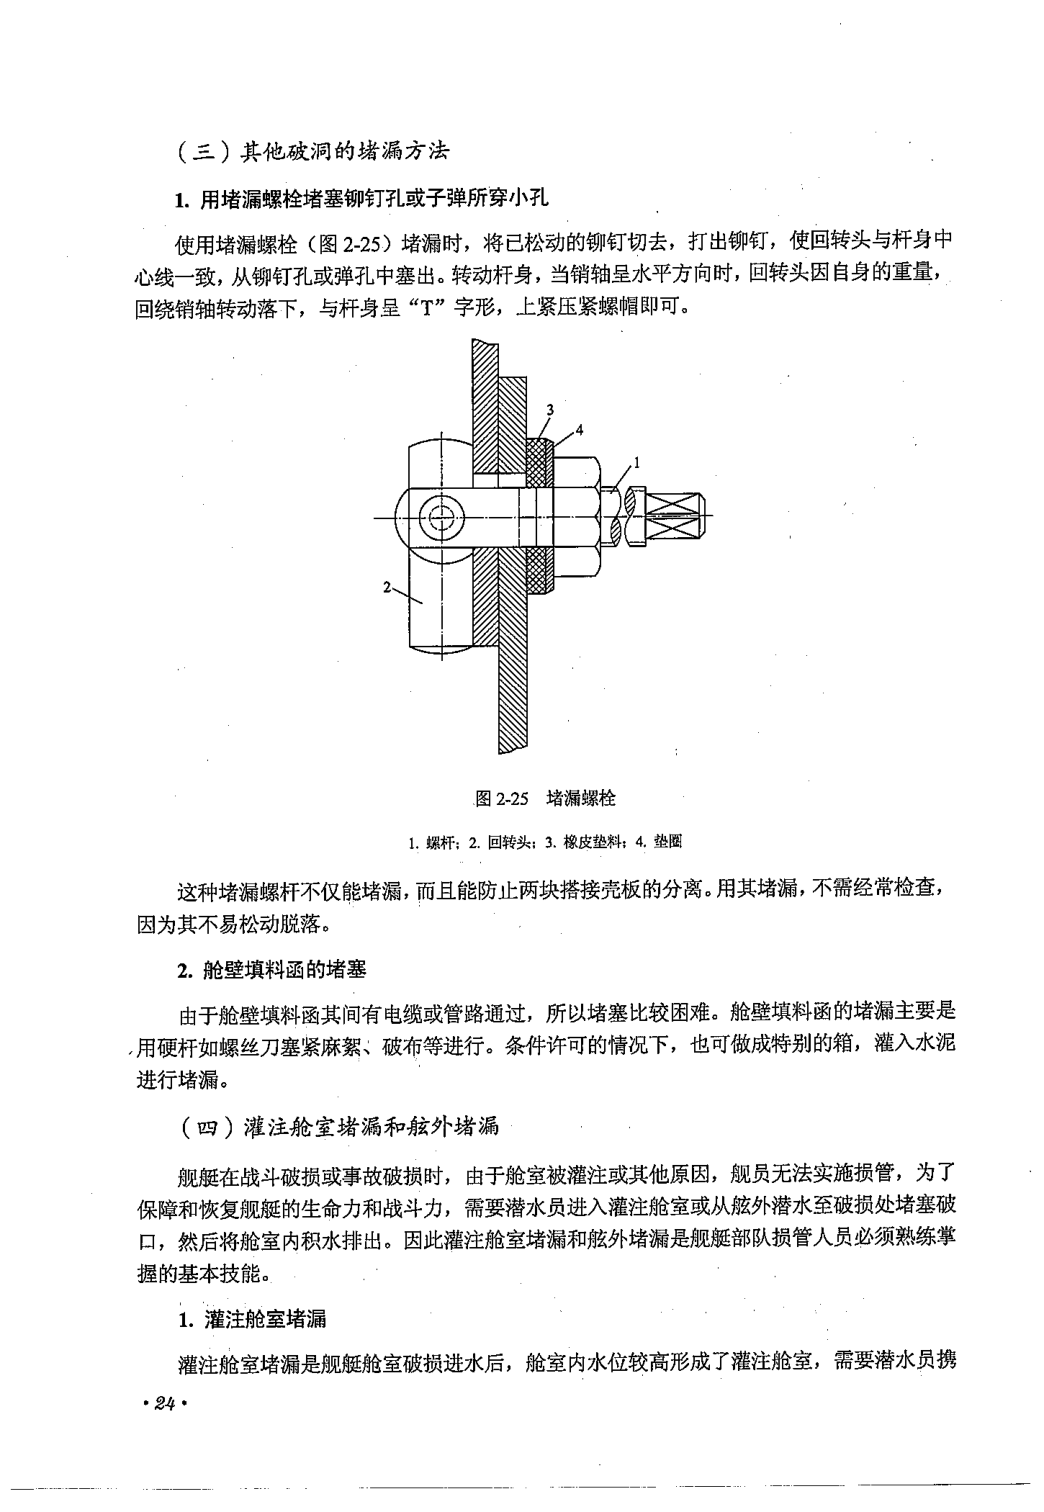 （三）其他破洞的堵漏方法
1. 用堵漏螺栓堵塞铆钉孔或子弹所穿小孔
使用堵漏螺栓（图 2-25）堵漏时，将已松动的铆钉切去，打出铆钉，使回转头与杆身中
心线一致，从铆钉孔或弹孔中塞出。转动杆身，当销轴呈水平方向时，回转头因自身的重量，
回绕销轴转动落下，与杆身呈“T”字形，上紧压紧螺帽即可。
3
4
1
2
图 2-25 堵漏螺栓
1. 螺杆；2. 回转头；3. 橡皮垫料；4. 垫圈
这种堵漏螺杆不仅能堵漏，而且能防止两块搭接壳板的分离。用其堵漏，不需经常检查，
因为其不易松动脱落。
2. 舱壁填料函的堵塞
由于舱壁填料函其间有电缆或管路通过，所以堵塞比较困难。舱壁填料函的堵漏主要是
用硬杆如螺丝刀塞紧麻絮、破布等进行。条件许可的情况下，也可做成特别的箱，灌入水泥
进行堵漏。
（四）灌注舱室堵漏和舷外堵漏
舰艇在战斗破损或事故破损时，由于舱室被灌注或其他原因，舰员无法实施损管，为了
保障和恢复舰艇的生命力和战斗力，需要潜水员进入灌注舱室或从舷外潜水至破损处堵塞破
口，然后将舱室内积水排出。因此灌注舱室堵漏和舷外堵漏是舰艇部队损管人员必须熟练掌
握的基本技能。
1. 灌注舱室堵漏
灌注舱室堵漏是舰艇舱室破损进水后，舱室内水位较高形成了灌注舱室，需要潜水员携
·24·